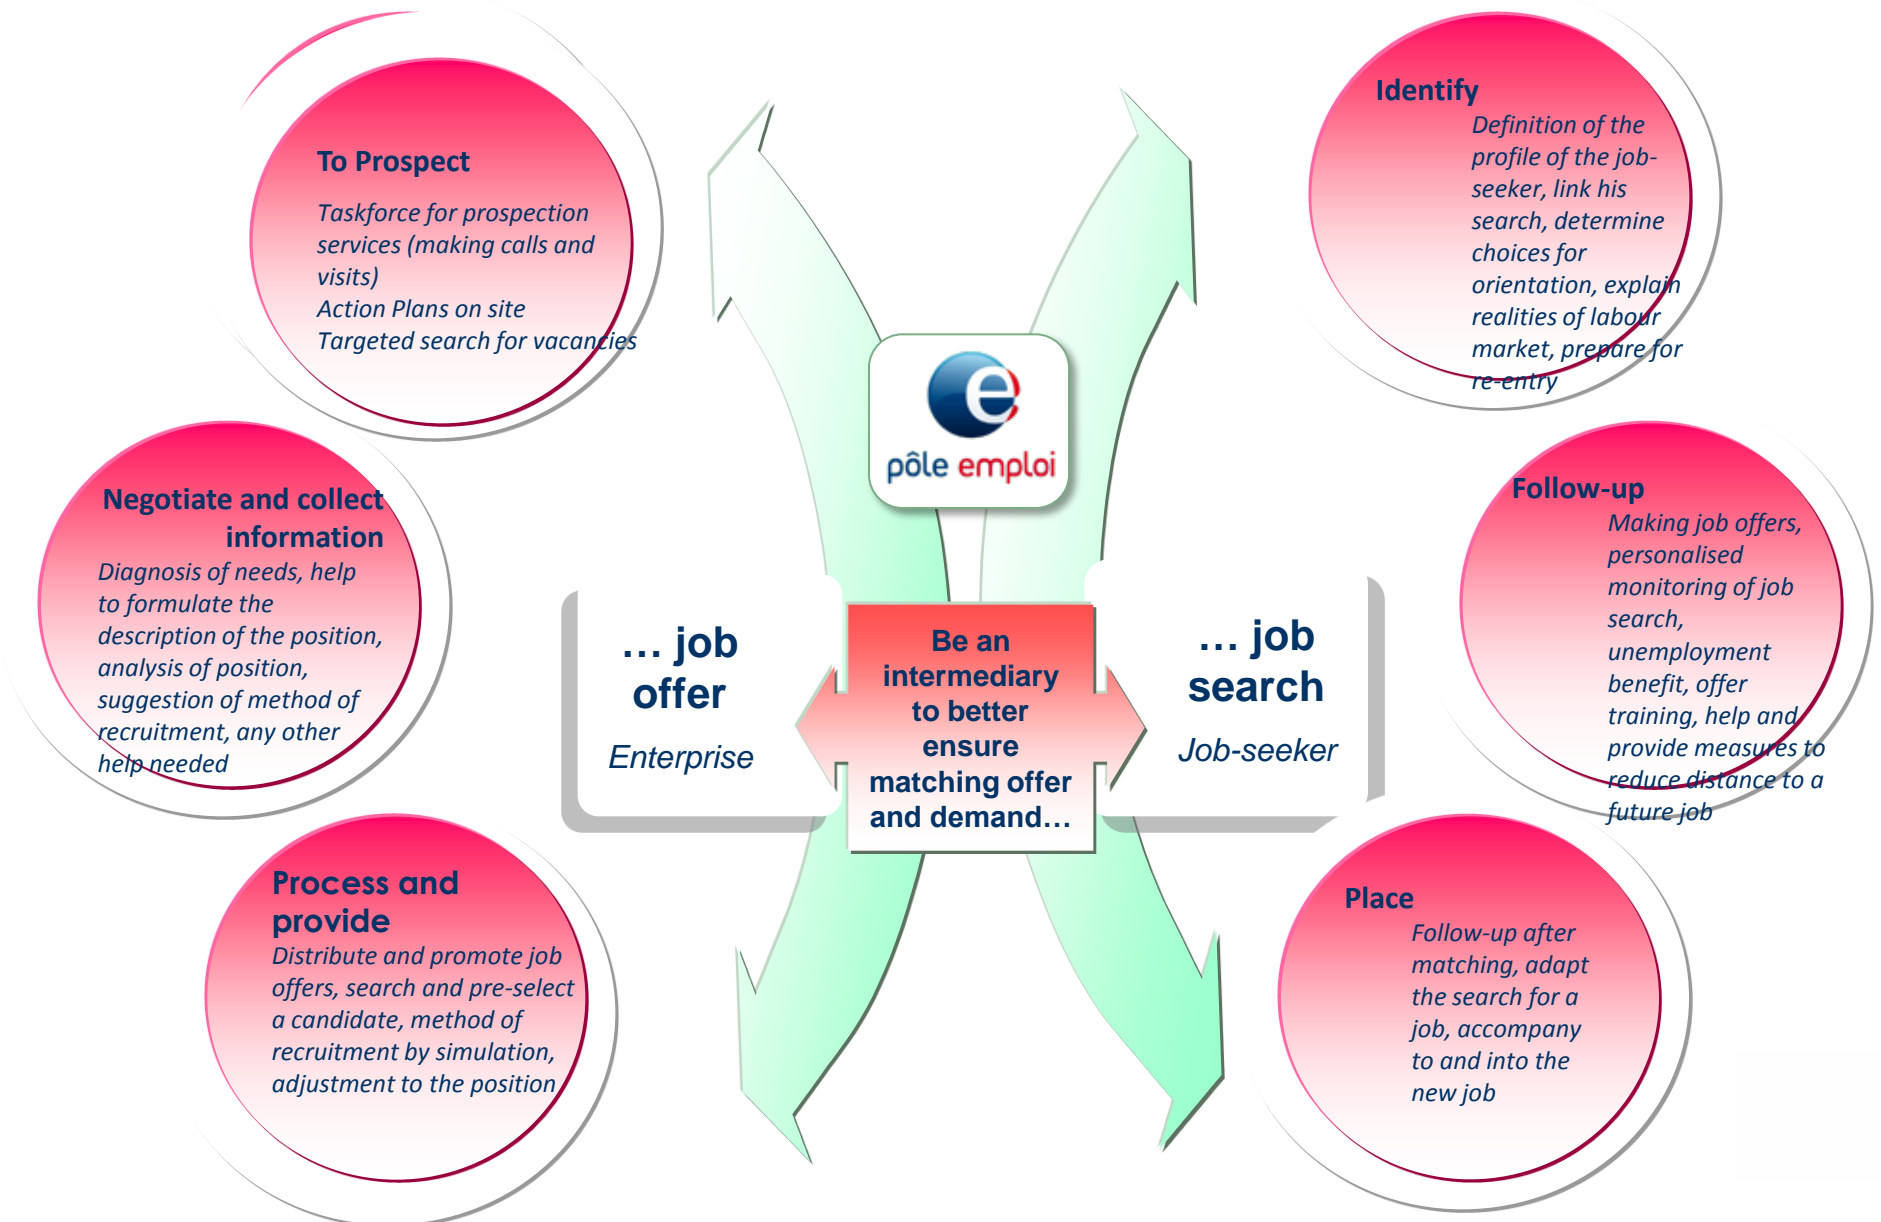 To Prospect
Taskforce for prospection
services (making calls and
visits)
Action Plans on site
Targeted search for vacancies
Negotiate and collect
information
Diagnosis of needs, help
to formulate the
description of the position,
analysis of position,
suggestion of method of
recruitment, any other
help needed
Process and
provide
Distribute and promote job
offers, search and pre-select
a candidate, method of
recruitment by simulation,
adjustment to the position
e
pôle emploi
... job
offer
Enterprise
Be an
intermediary
to better
ensure
matching offer
and demand...
... job
search
Job-seeker
Identify
Definition of the
profile of the job-
seeker, link his
search, determine
choices for
orientation, explain
realities of labour
market, prepare for
re-entry
Follow-up
Making job offers,
personalised
monitoring of job
search,
unemployment
benefit, offer
training, help and
provide measures to
reduce distance to a
future job
Place
Follow-up after
matching, adapt
the search for a
job, accompany
to and into the
new job